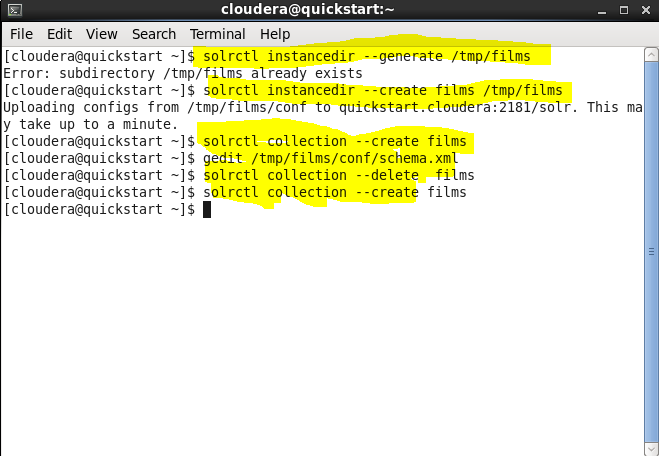 cloudera@quickstart:~
File Edit View Search Terminal Help
[cloudera@quickstart ~]$ solrctl instancedir --generate /tmp/films
Error: subdirectory /tmp/films already exists
[cloudera@quickstart ~]$ solrctl instancedir --create films /tmp/films
Uploading configs from /tmp/films/conf to quickstart.cloudera:2181/solr. This ma
y take up to a minute.
[cloudera@quickstart ~]$ solrctl collection --create films
[cloudera@quickstart ~]$ gedit /tmp/films/conf/schema.xml
[cloudera@quickstart ~]$ solrctl collection --delete  films
[cloudera@quickstart ~]$ solrctl collection --create films
[cloudera@quickstart ~]$